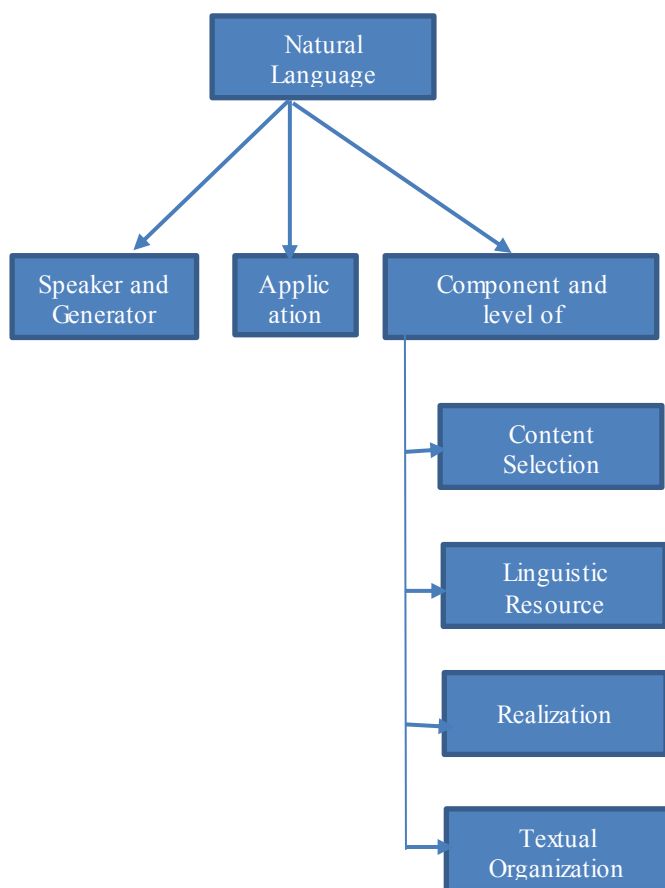 Natural
Language
Speaker and
Generator
Applic
ation
Component and
level of
Content
Selection
Linguistic
Resource
Realization
Textual
Organization